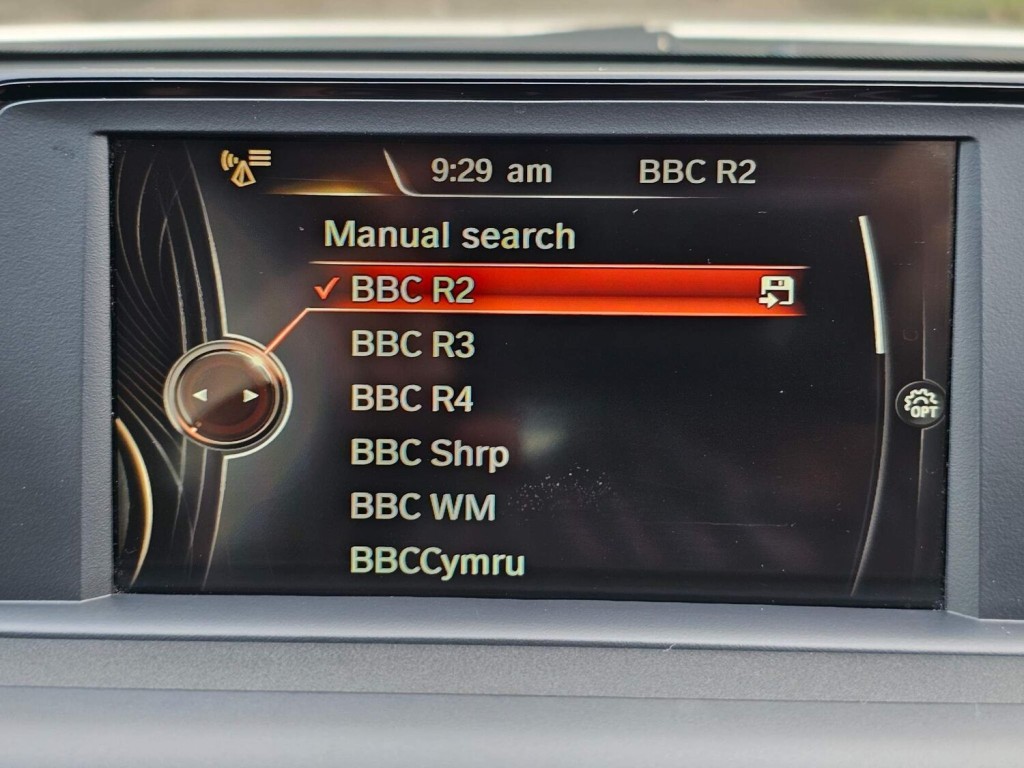 9:29 am BBC R2
Manual search
BBC R2
BBC R3
BBC R4
OPT
BBC Shrp
BBC WM
BBCCymru